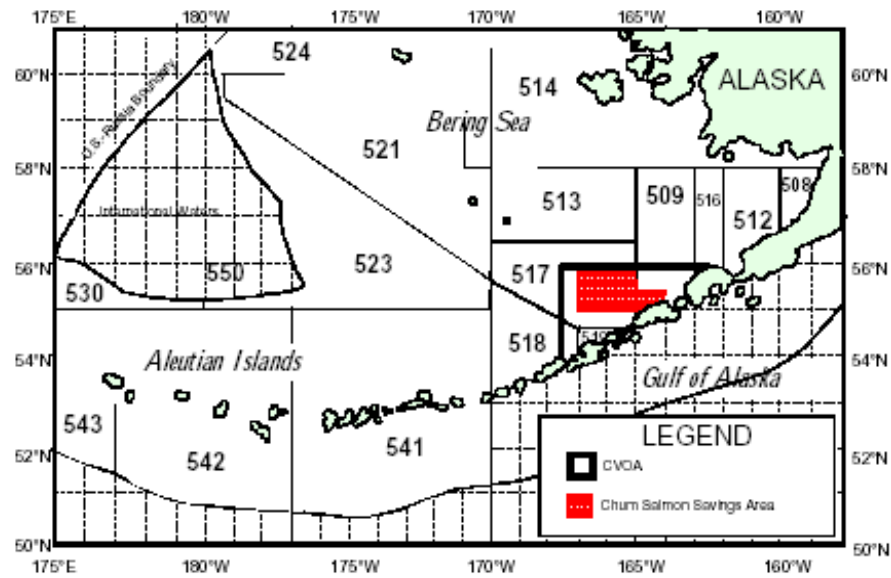 175°E 180°W 175°W 170°W 165°W 160°W
60°N 524 514 ALASKA 60°N
U.S.-Russia Boundary
Bering Sea
521
58°N 58°N
508
513 509 516 512
International Waters
56°N 56°N
530 550 523 517
518 519
54°N 54°N
Aleutian Islands
Gulf of Alaska
543 542 541
52°N 52°N
LEGEND
CVOA
Chum Salmon Savings Area
50°N 50°N
175°E 180°W 175°W 170°W 165°W 160°W